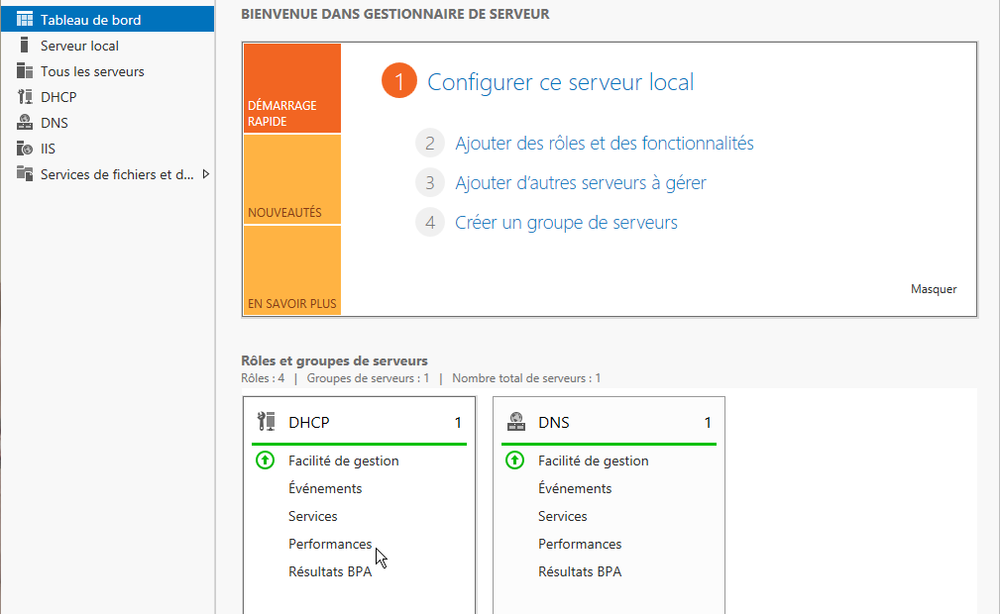 Tableau de bord
Serveur local
Tous les serveurs
DHCP
DNS
IIS
Services de fichiers et d...
BIENVENUE DANS GESTIONNAIRE DE SERVEUR
DÉMARRAGE
RAPIDE
NOUVEAUTÉS
EN SAVOIR PLUS
1 Configurer ce serveur local
2 Ajouter des rôles et des fonctionnalités
3 Ajouter d'autres serveurs à gérer
4 Créer un groupe de serveurs
Masquer
Rôles et groupes de serveurs
Rôles : 4 | Groupes de serveurs : 1 | Nombre total de serveurs : 1
DHCP 1
Facilité de gestion
Événements
Services
Performances
Résultats BPA
DNS 1
Facilité de gestion
Événements
Services
Performances
Résultats BPA